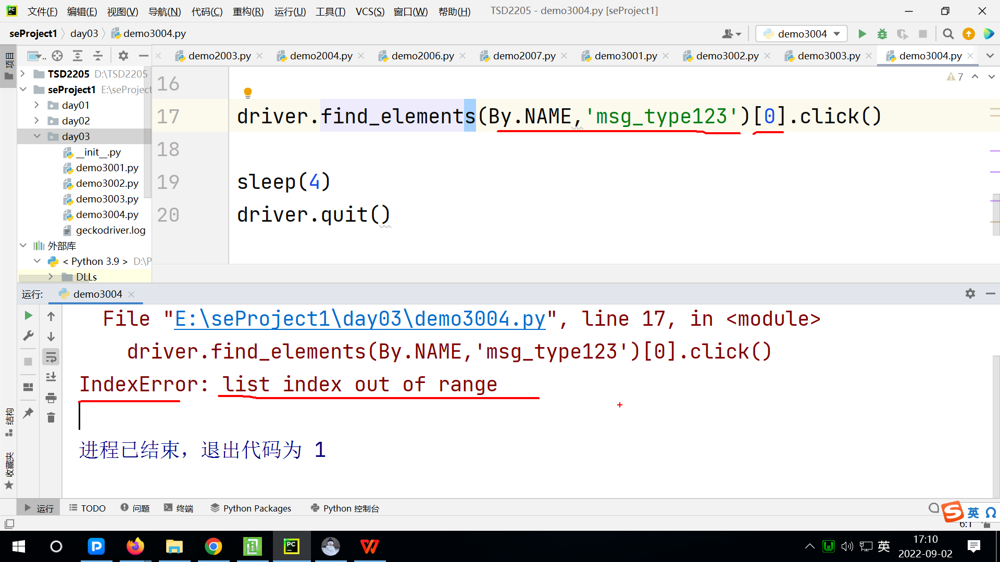 文件(F) 编辑(E) 视图(V) 导航(N) 代码(C) 重构(R) 运行(U) 工具(T) VCS(S) 窗口(W) 帮助(H) TSD2205 - demo3004.py [seProject1]
seProject1 day03 demo3004.py demo3004
demo2003.py demo2004.py demo2006.py demo2007.py demo3001.py demo3002.py demo3003.py demo3004.py
项目
TSD2205 D:\TSD2205
seProject1 E:\seProject
day01
day02
day03
__init__.py
demo3001.py
demo3002.py
demo3003.py
demo3004.py
geckodriver.log
外部库
< Python 3.9 > D:\P
DLLs
7
16
17 driver.find_elements(By.NAME,'msg_type123')[0].click()
18
19 sleep(4)
20 driver.quit()
运行: demo3004
File "E:\seProject1\day03\demo3004.py", line 17, in <module>
driver.find_elements(By.NAME,'msg_type123')[0].click()
IndexError: list index out of range
进程已结束，退出代码为 1
结构
收藏夹
运行 TODO 问题 终端 Python Packages Python 控制台
英
6:1
英 17:10
2022-09-02